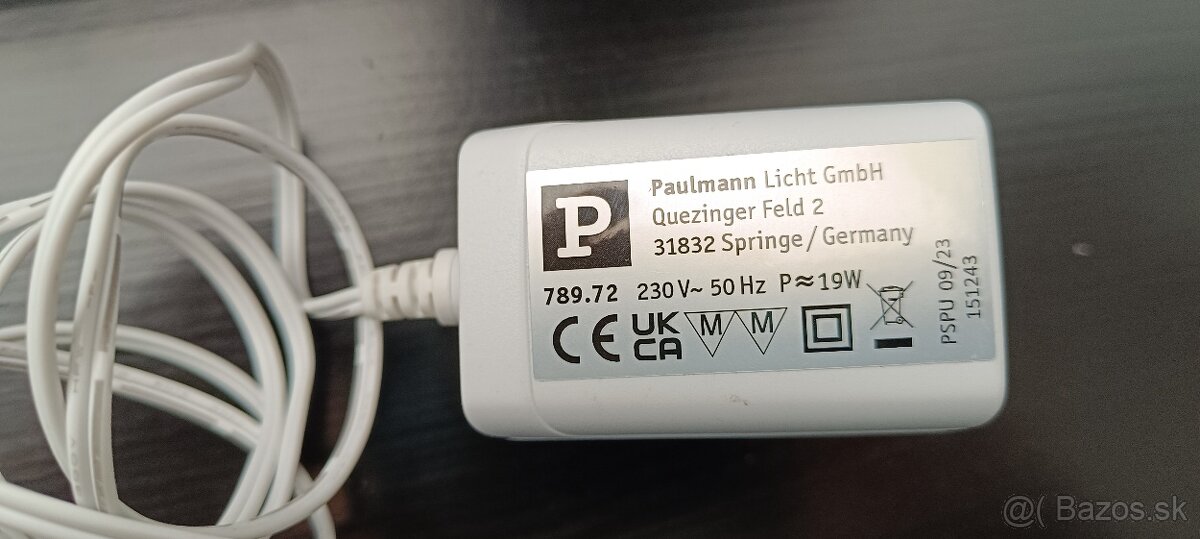 P
Paulmann Licht GmbH
Quezinger Feld 2
31832 Springe / Germany
789.72 230 V~ 50 Hz P≈19W
CE UK CA M M
PSPU 09/23
151243
@( Bazos.sk